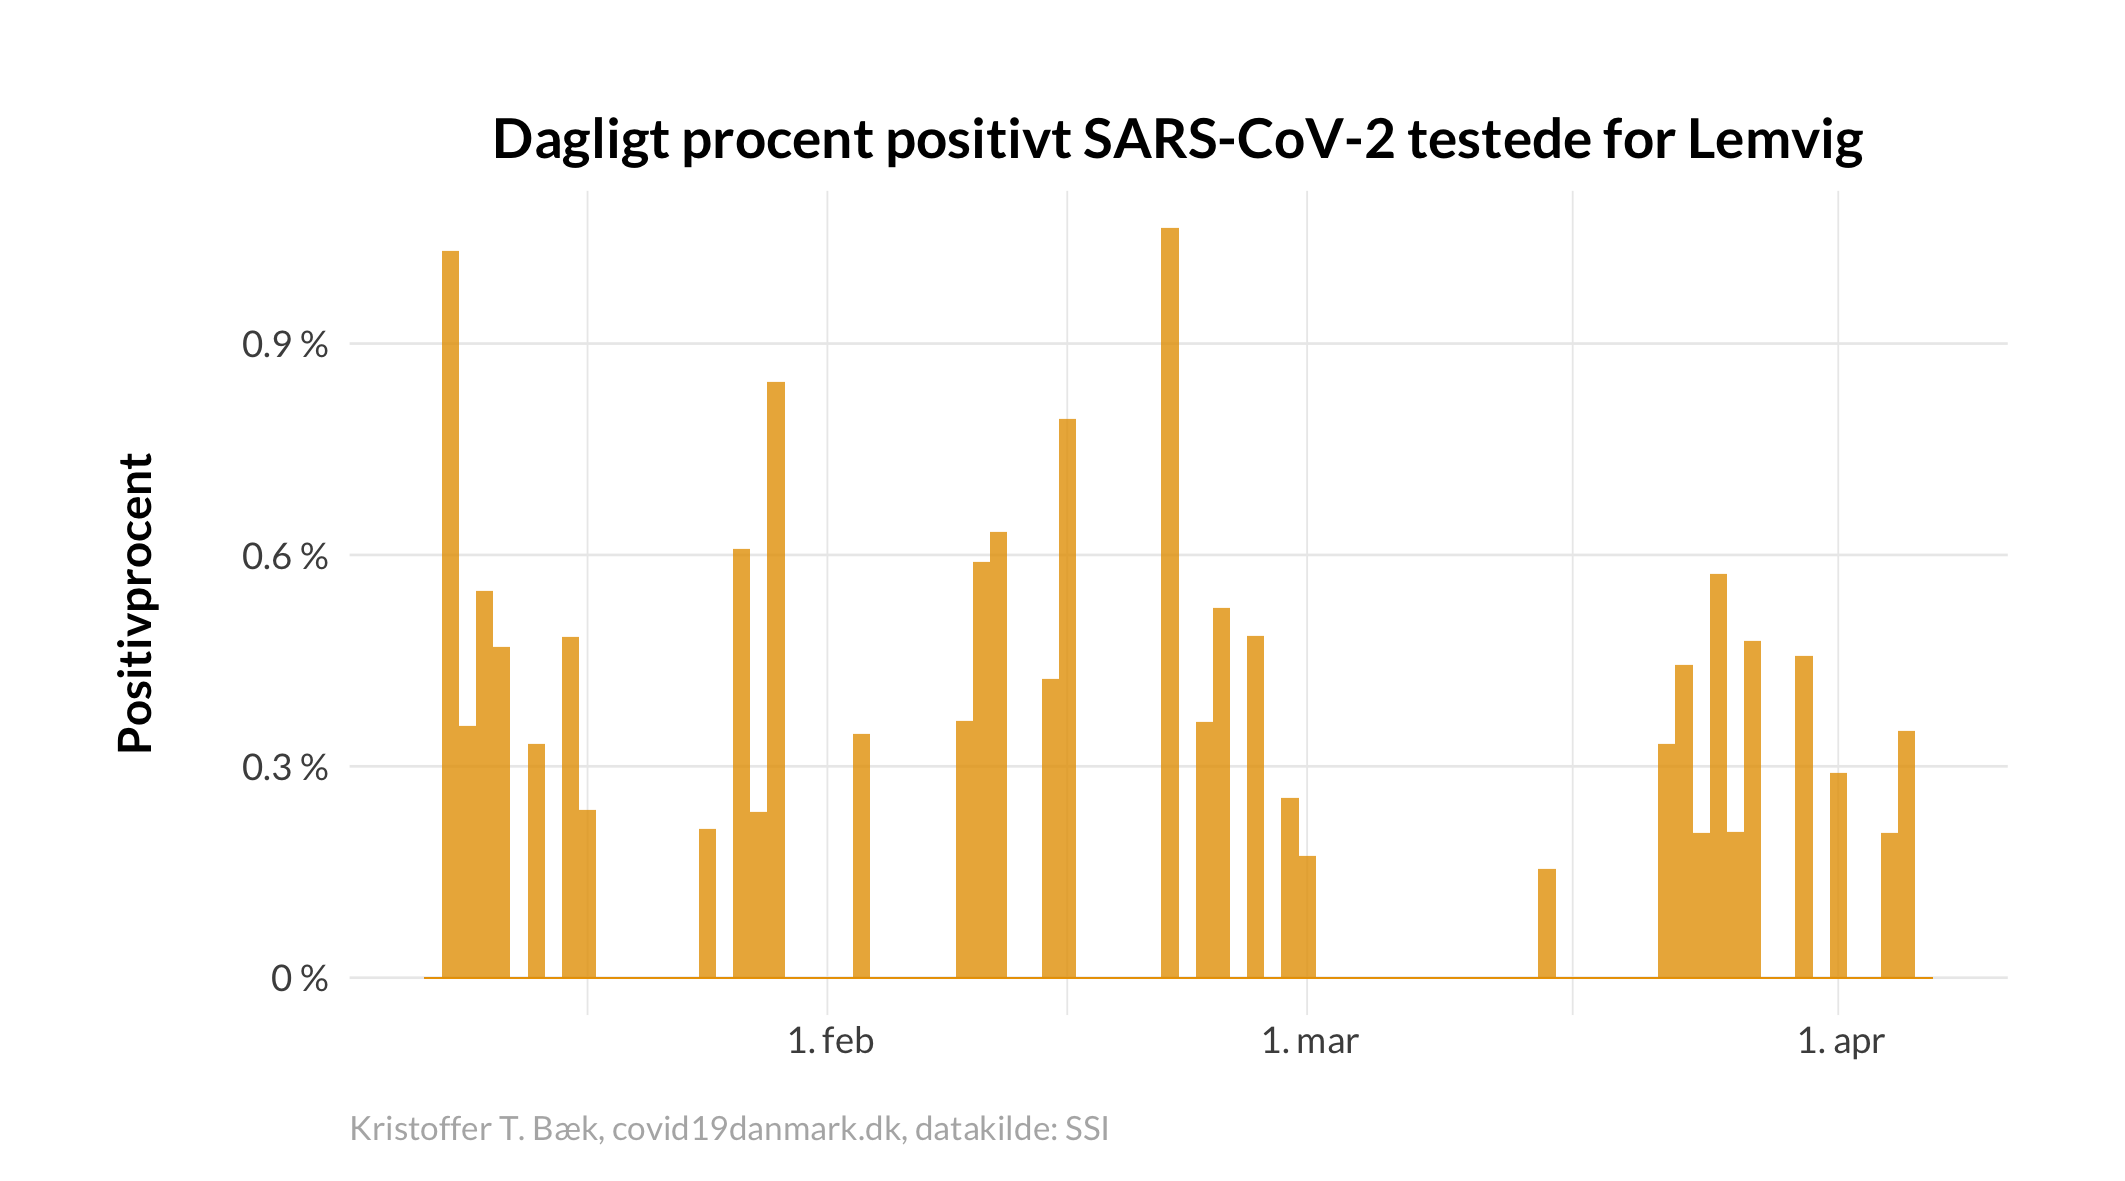 Dagligt procent positivt SARS-CoV-2 testede for Lemvig
Positivprocent
0.9 %
0.6 %
0.3 %
0 %
1. feb
1. mar
1. apr
Kristoffer T. Bæk, covid19danmark.dk, datakilde: SSI